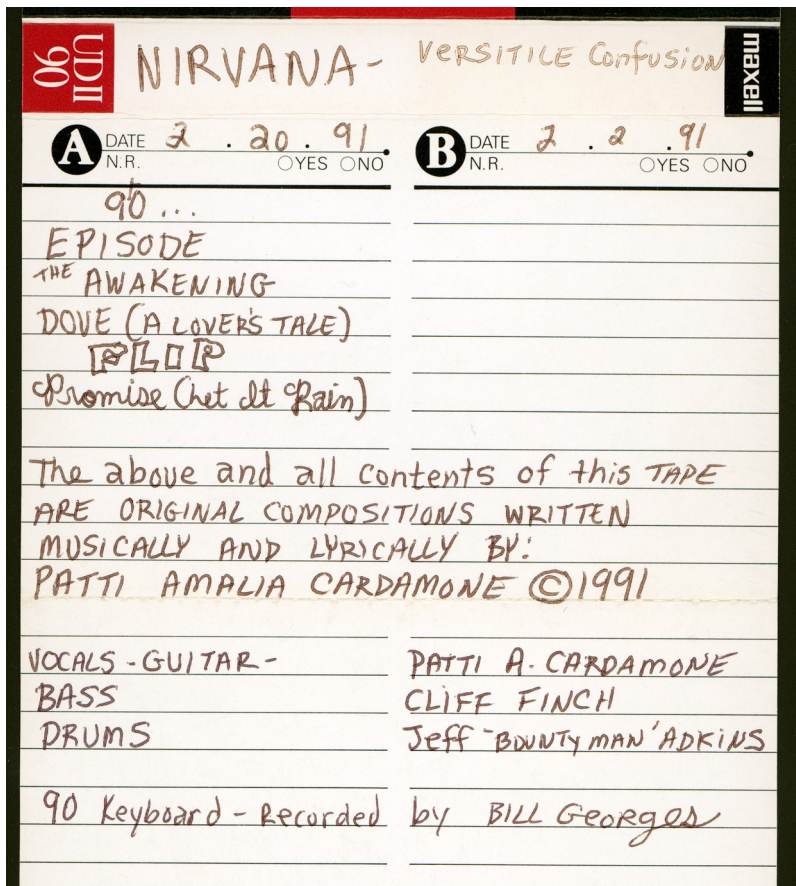 UDII 90
NIRVANA - VERSITILE Confusion
maxell
A DATE 2 . 20 . 91
N.R. YES NO
B DATE 2 . 2 . 91
N.R. YES NO
90 ...
EPISODE
THE AWAKENING
DOVE (A LOVER'S TALE)
FLIP
Promise (Let It Rain)
The above and all contents of this TAPE
ARE ORIGINAL COMPOSITIONS WRITTEN
MUSICALLY AND LYRICALLY BY:
PATTI AMALIA CARDAMONE ©1991
VOCALS - GUITAR - PATTI A. CARDAMONE
BASS CLIFF FINCH
DRUMS Jeff "BOUNTY MAN' ADKINS
90 Keyboard - Recorded by BILL Georges